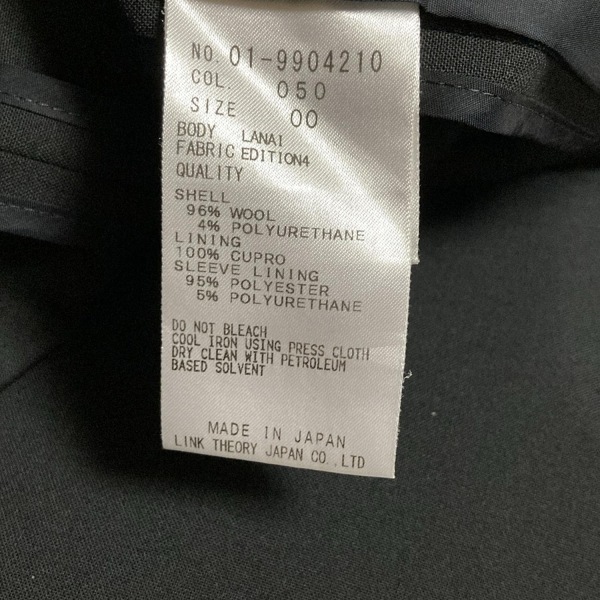 NO. 01-9904210
COL. 050
SIZE 00
BODY LANAI
FABRIC EDITION4
QUALITY
SHELL
96% WOOL
4% POLYURETHANE
LINING
100% CUPRO
SLEEVE LINING
95% POLYESTER
5% POLYURETHANE
DO NOT BLEACH
COOL IRON USING PRESS CLOTH
DRY CLEAN WITH PETROLEUM
BASED SOLVENT
MADE IN JAPAN
LINK THEORY JAPAN CO.,LTD